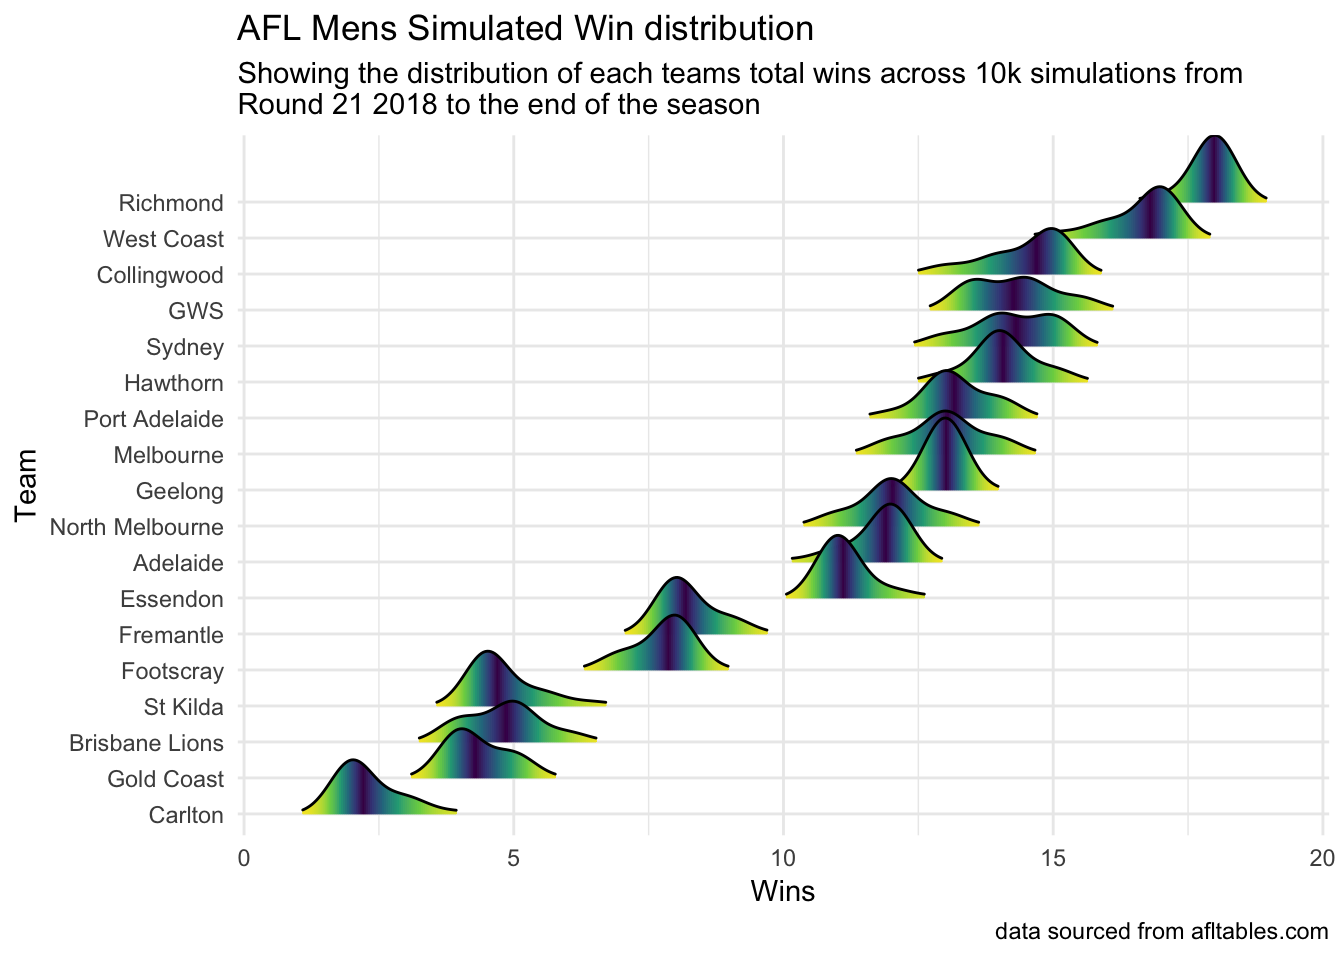 AFL Mens Simulated Win distribution
Showing the distribution of each teams total wins across 10k simulations from
Round 21 2018 to the end of the season
Team
Richmond
West Coast
Collingwood
GWS
Sydney
Hawthorn
Port Adelaide
Melbourne
Geelong
North Melbourne
Adelaide
Essendon
Fremantle
Footscray
St Kilda
Brisbane Lions
Gold Coast
Carlton
0 5 10 15 20
Wins
data sourced from afltables.com